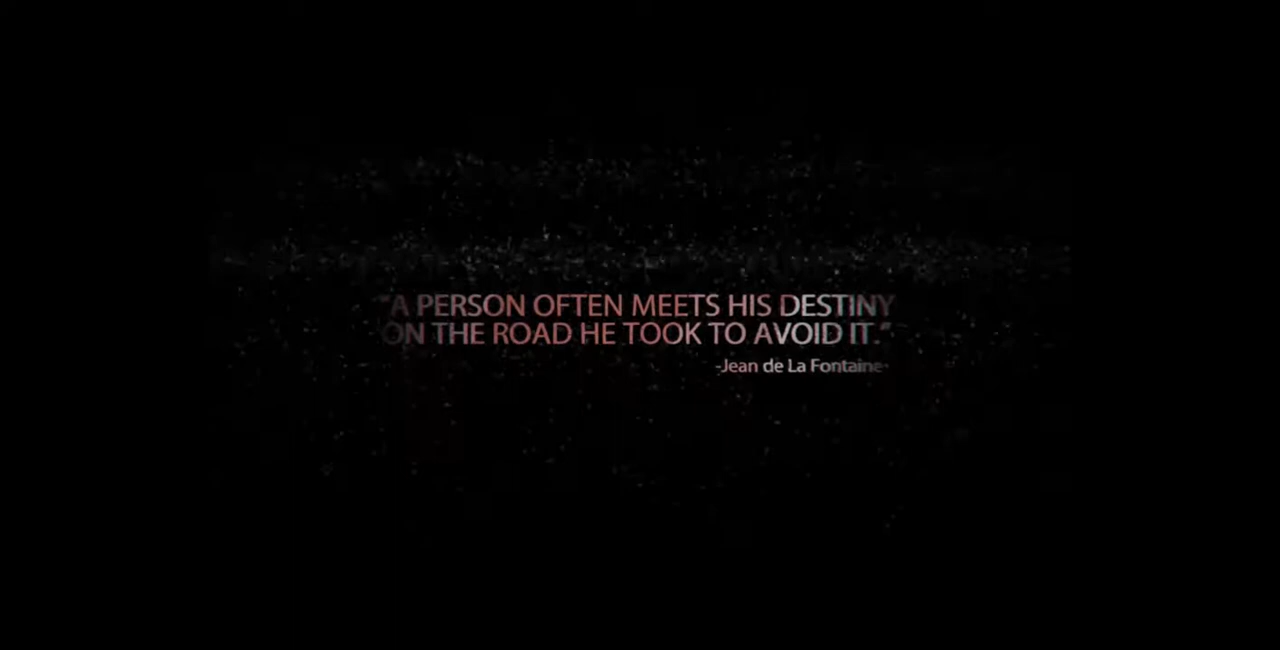 "A PERSON OFTEN MEETS HIS DESTINY
ON THE ROAD HE TOOK TO AVOID IT."
-Jean de La Fontaine-